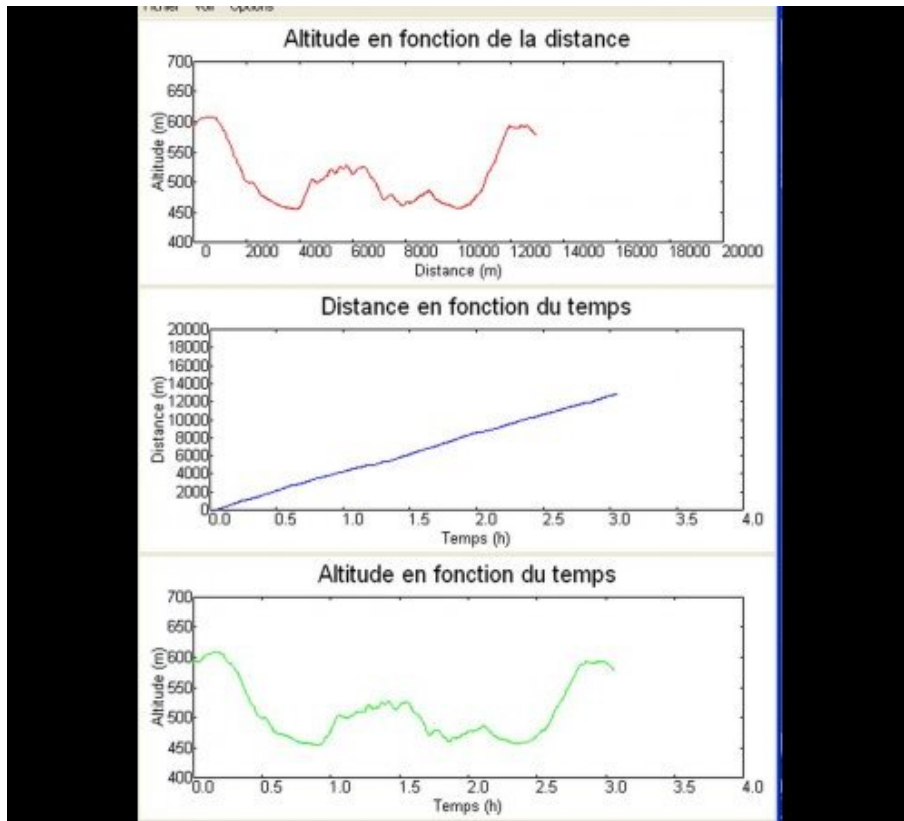 Fichier Voir Options
Altitude en fonction de la distance
700
650
600
550
500
450
400
Altitude (m)
0 2000 4000 6000 8000 10000 12000 14000 16000 18000 20000
Distance (m)
Distance en fonction du temps
20000
18000
16000
14000
12000
10000
8000
6000
4000
2000
0
Distance (m)
0.0 0.5 1.0 1.5 2.0 2.5 3.0 3.5 4.0
Temps (h)
Altitude en fonction du temps
700
650
600
550
500
450
400
Altitude (m)
0.0 0.5 1.0 1.5 2.0 2.5 3.0 3.5 4.0
Temps (h)